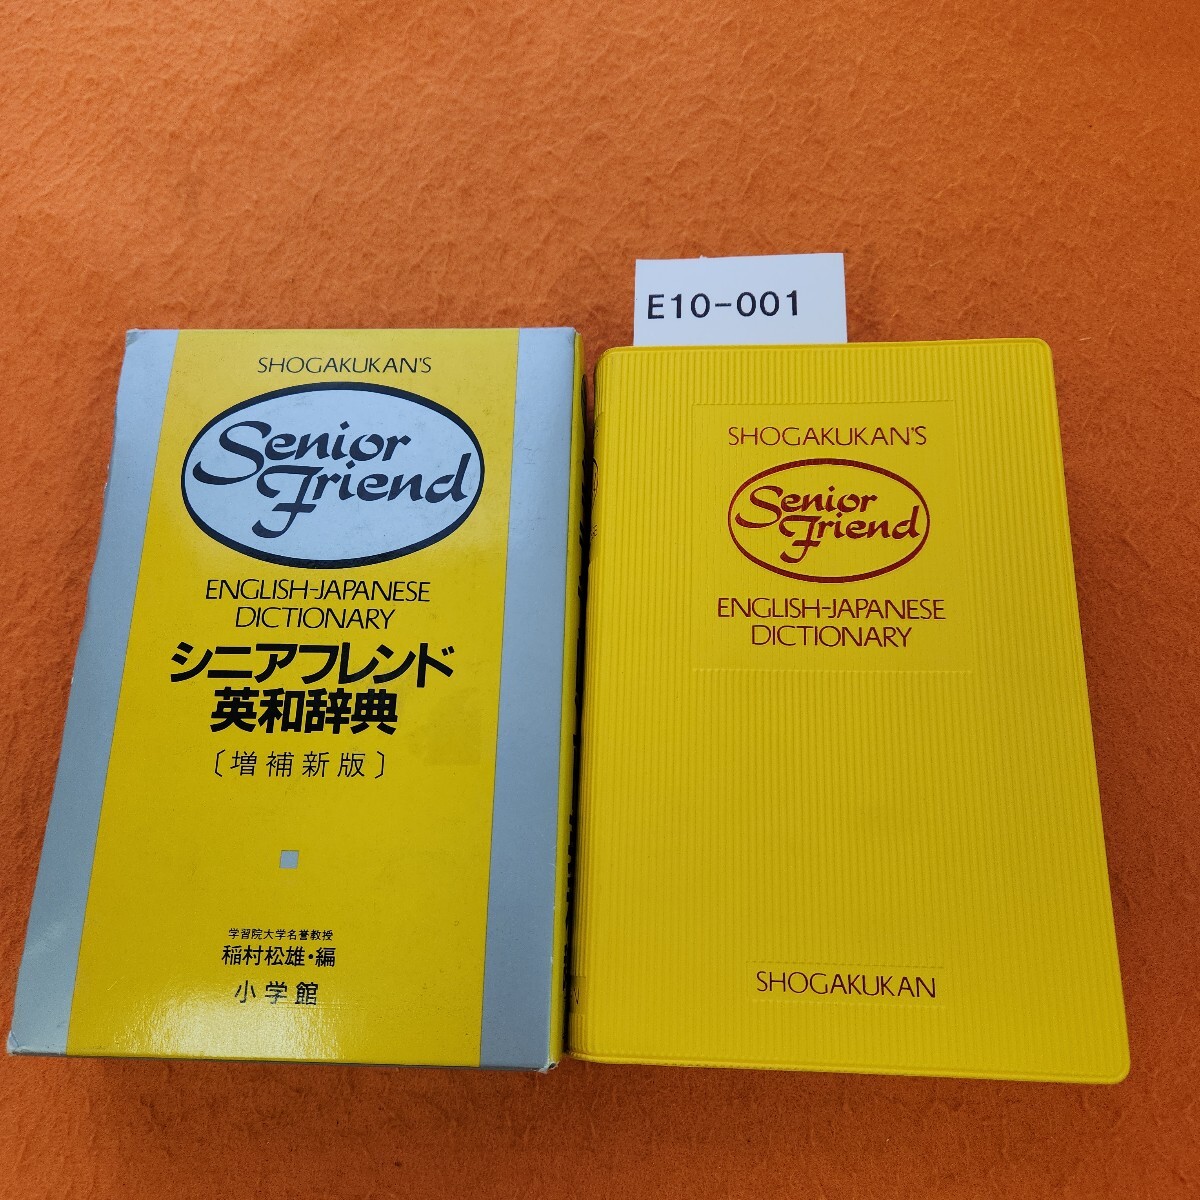 E10-001
SHOGAKUKAN'S
Senior
Friend
ENGLISH-JAPANESE
DICTIONARY
シニアフレンド
英和辞典
〔増補新版〕
学習院大学名誉教授
稲村松雄・編
小学館
SHOGAKUKAN'S
Senior
Friend
ENGLISH-JAPANESE
DICTIONARY
SHOGAKUKAN